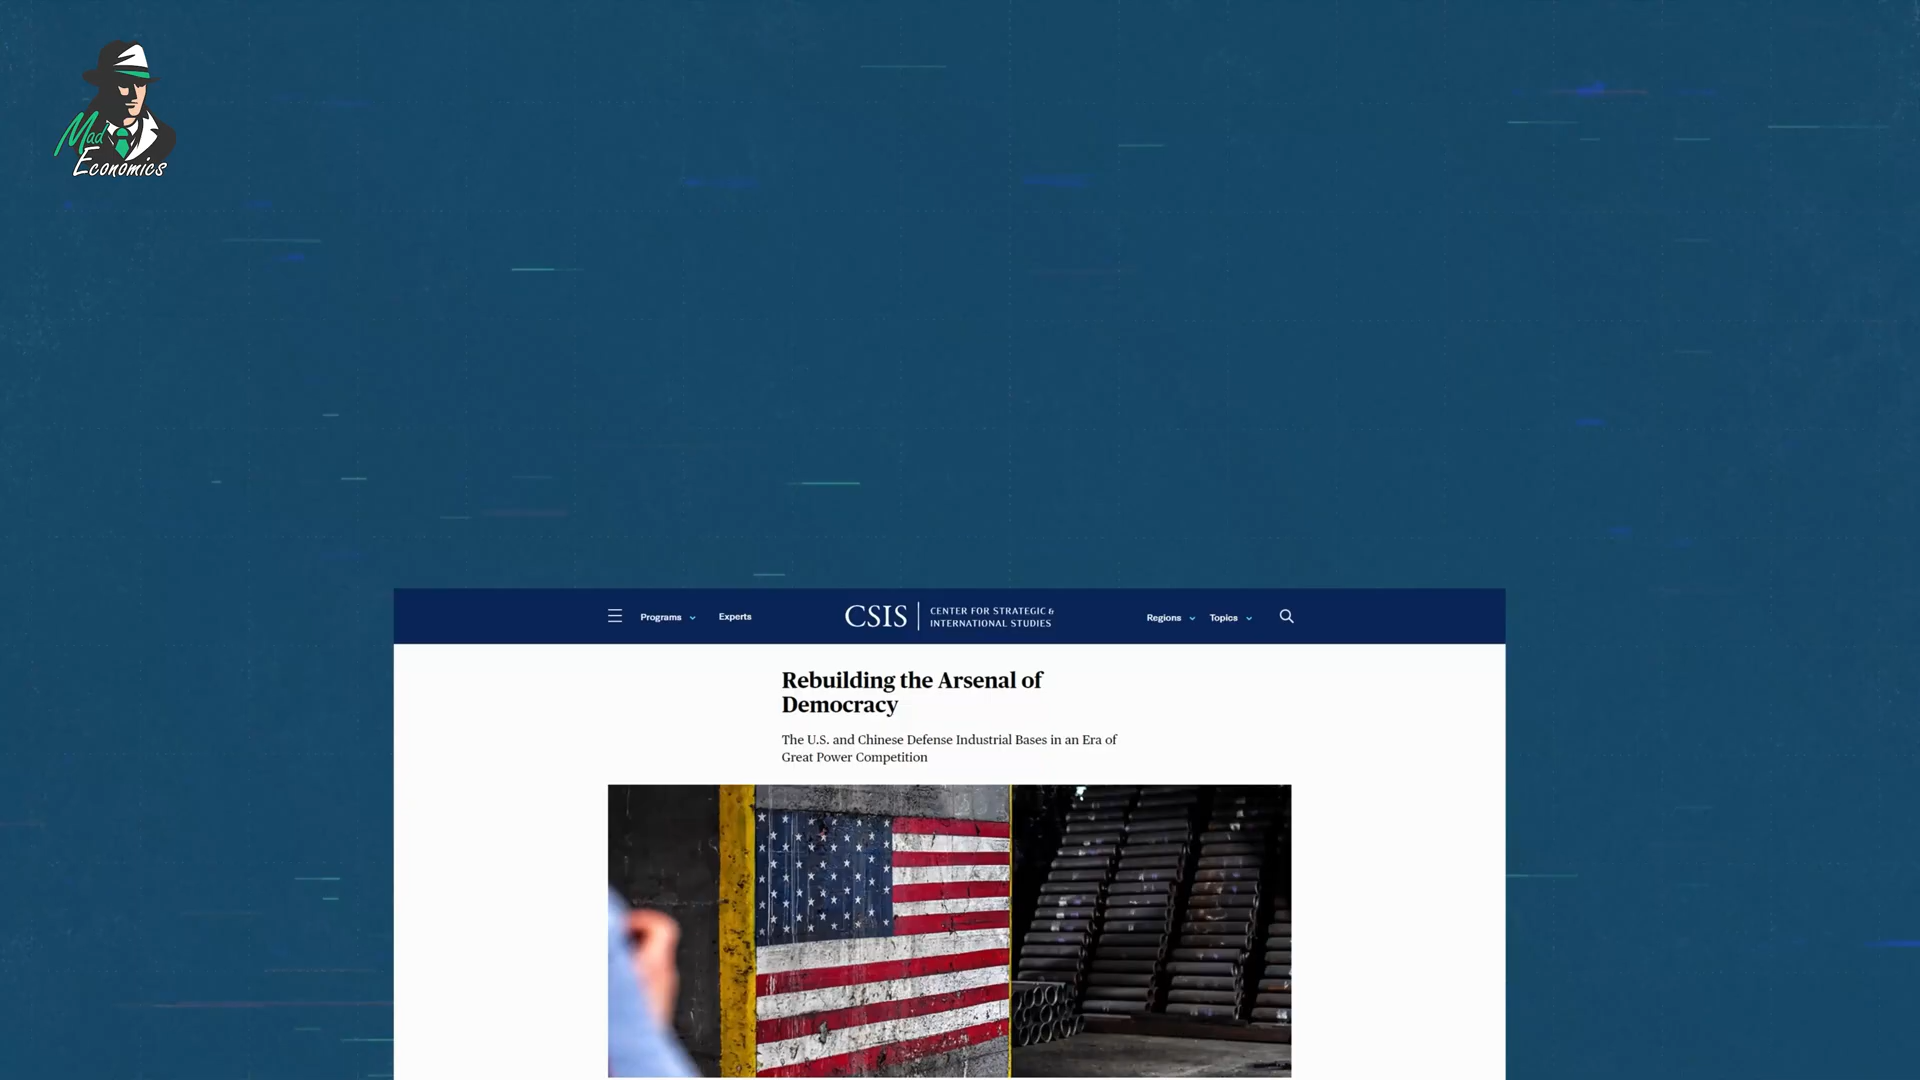 Mad
Economics
Programs
Experts
CSIS
CENTER FOR STRATEGIC &
INTERNATIONAL STUDIES
Regions
Topics
Rebuilding the Arsenal of
Democracy
The U.S. and Chinese Defense Industrial Bases in an Era of
Great Power Competition